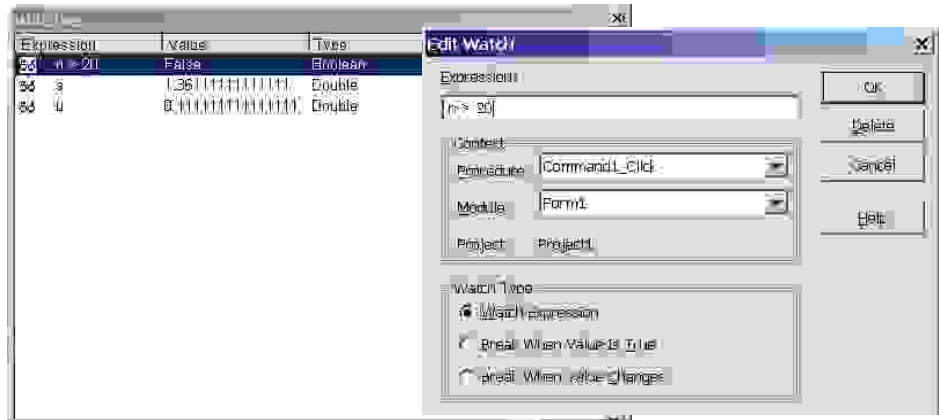 Expression Value Type
n > 20 False Boolean
s Double
u Double
Edit Watch
Expression:
n > 20
OK
Delete
Cancel
Help
Context
Procedure: Command1_Click
Module: Form1
Project: Project1
Watch Type
Watch Expression
Break When Value Is True
Break When Value Changes